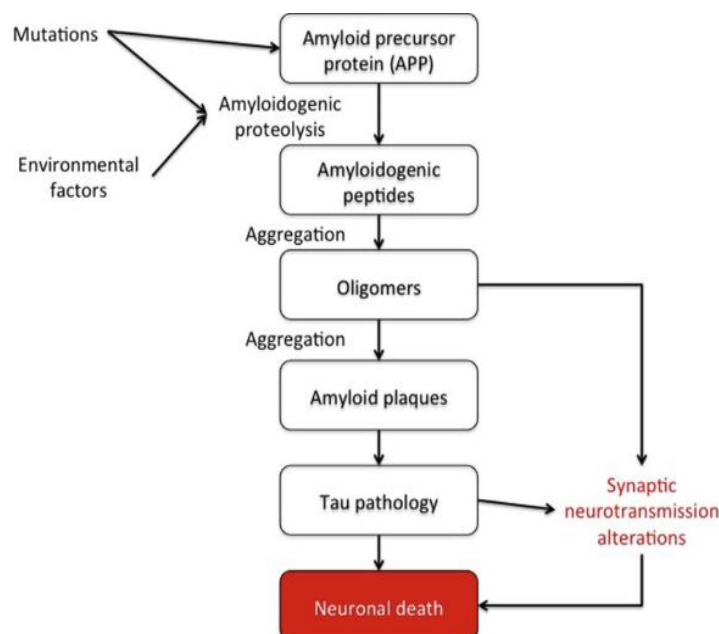 Mutations
Amyloid precursor
protein (APP)
Amyloidogenic
proteolysis
Environmental
factors
Amyloidogenic
peptides
Aggregation
Oligomers
Aggregation
Amyloid plaques
Tau pathology
Synaptic
neurotransmission
alterations
Neuronal death